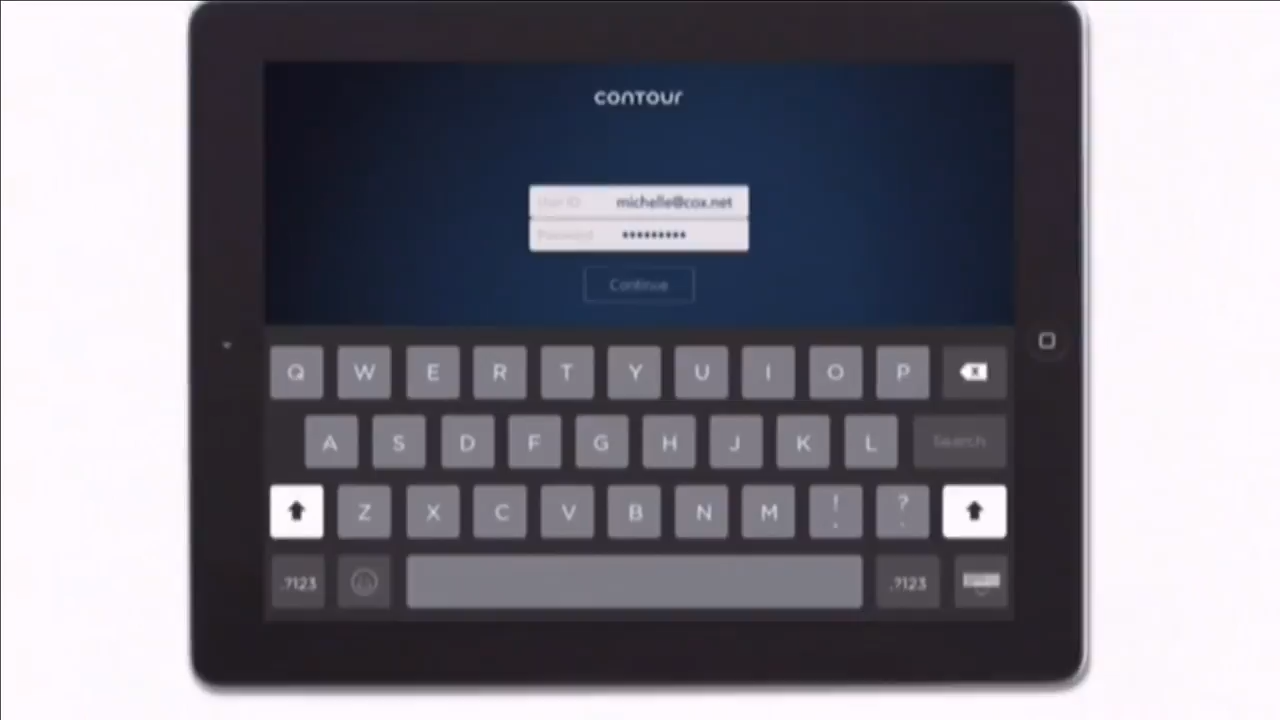 conTour
User ID michelle@cox.net
Password •••••••••
Continue
Q W E R T Y U I O P
A S D F G H J K L Search
Z X C V B N M ! , ? .
.?123 .?123